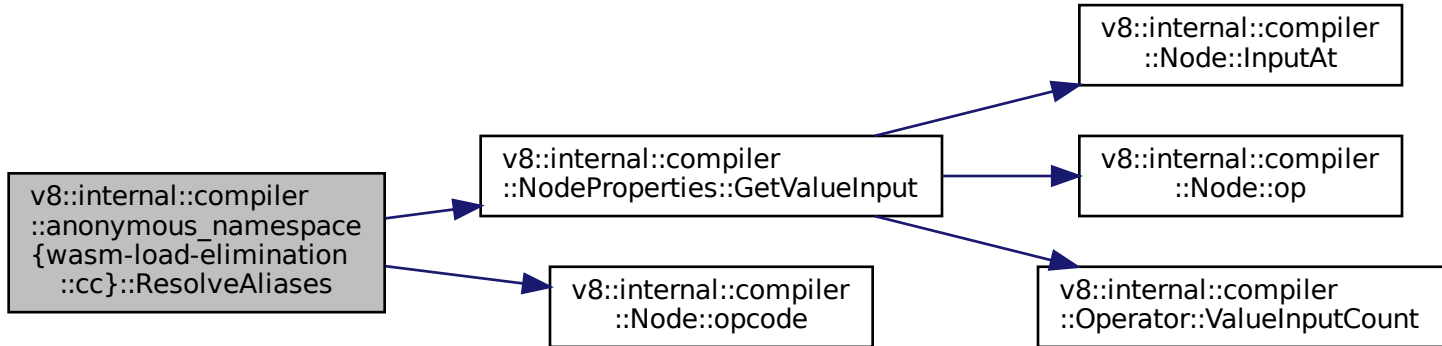 v8::internal::compiler
::anonymous_namespace
{wasm-load-elimination
::cc}::ResolveAliases
v8::internal::compiler
::NodeProperties::GetValueInput
v8::internal::compiler
::Node::opcode
v8::internal::compiler
::Node::InputAt
v8::internal::compiler
::Node::op
v8::internal::compiler
::Operator::ValueInputCount